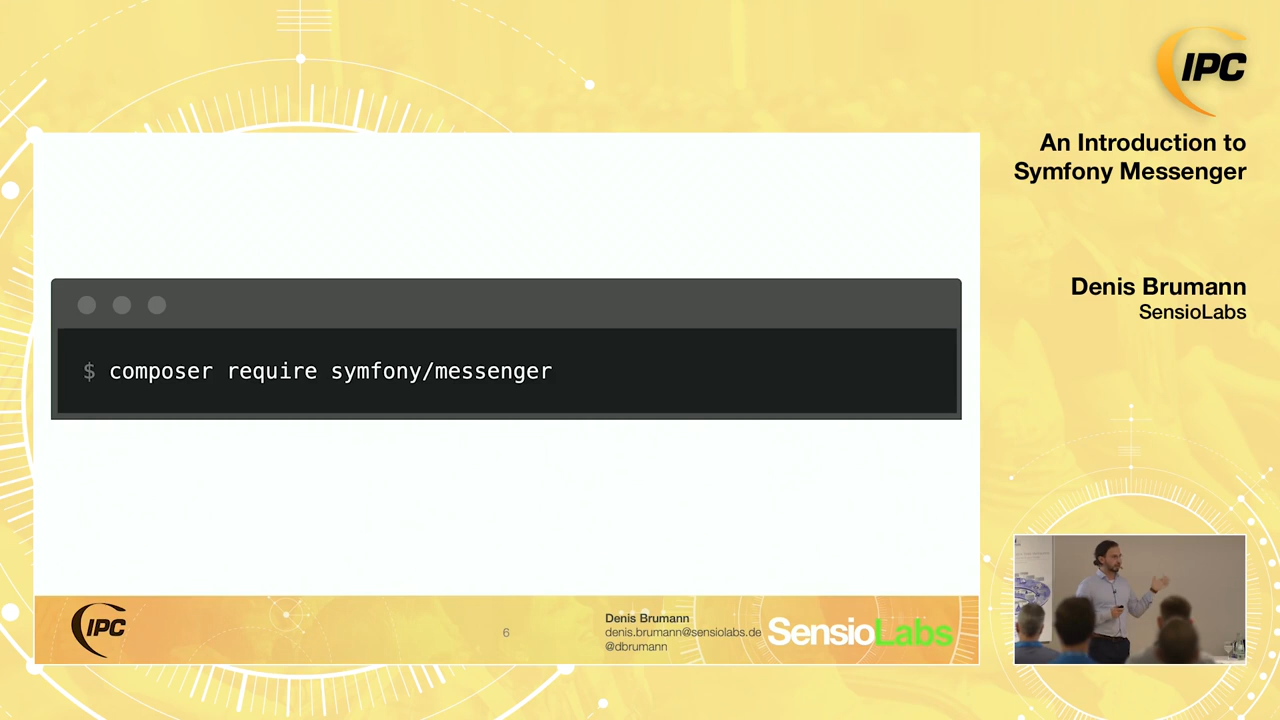 IPC
An Introduction to
Symfony Messenger
Denis Brumann
SensioLabs
$ composer require symfony/messenger
IPC
6
Denis Brumann
denis.brumann@sensiolabs.de
@dbrumann
SensioLabs